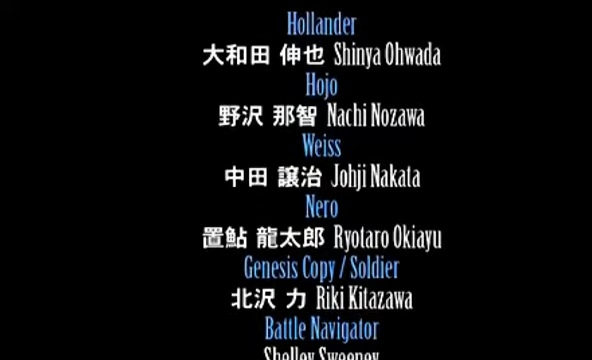 Hollander
大和田 伸也 Shinya Ohwada
Hojo
野沢 那智 Nachi Nozawa
Weiss
中田 譲治 Johji Nakata
Nero
置鮎 龍太郎 Ryotaro Okiayu
Genesis Copy / Soldier
北沢 力 Riki Kitazawa
Battle Navigator
Shelley Sweeney